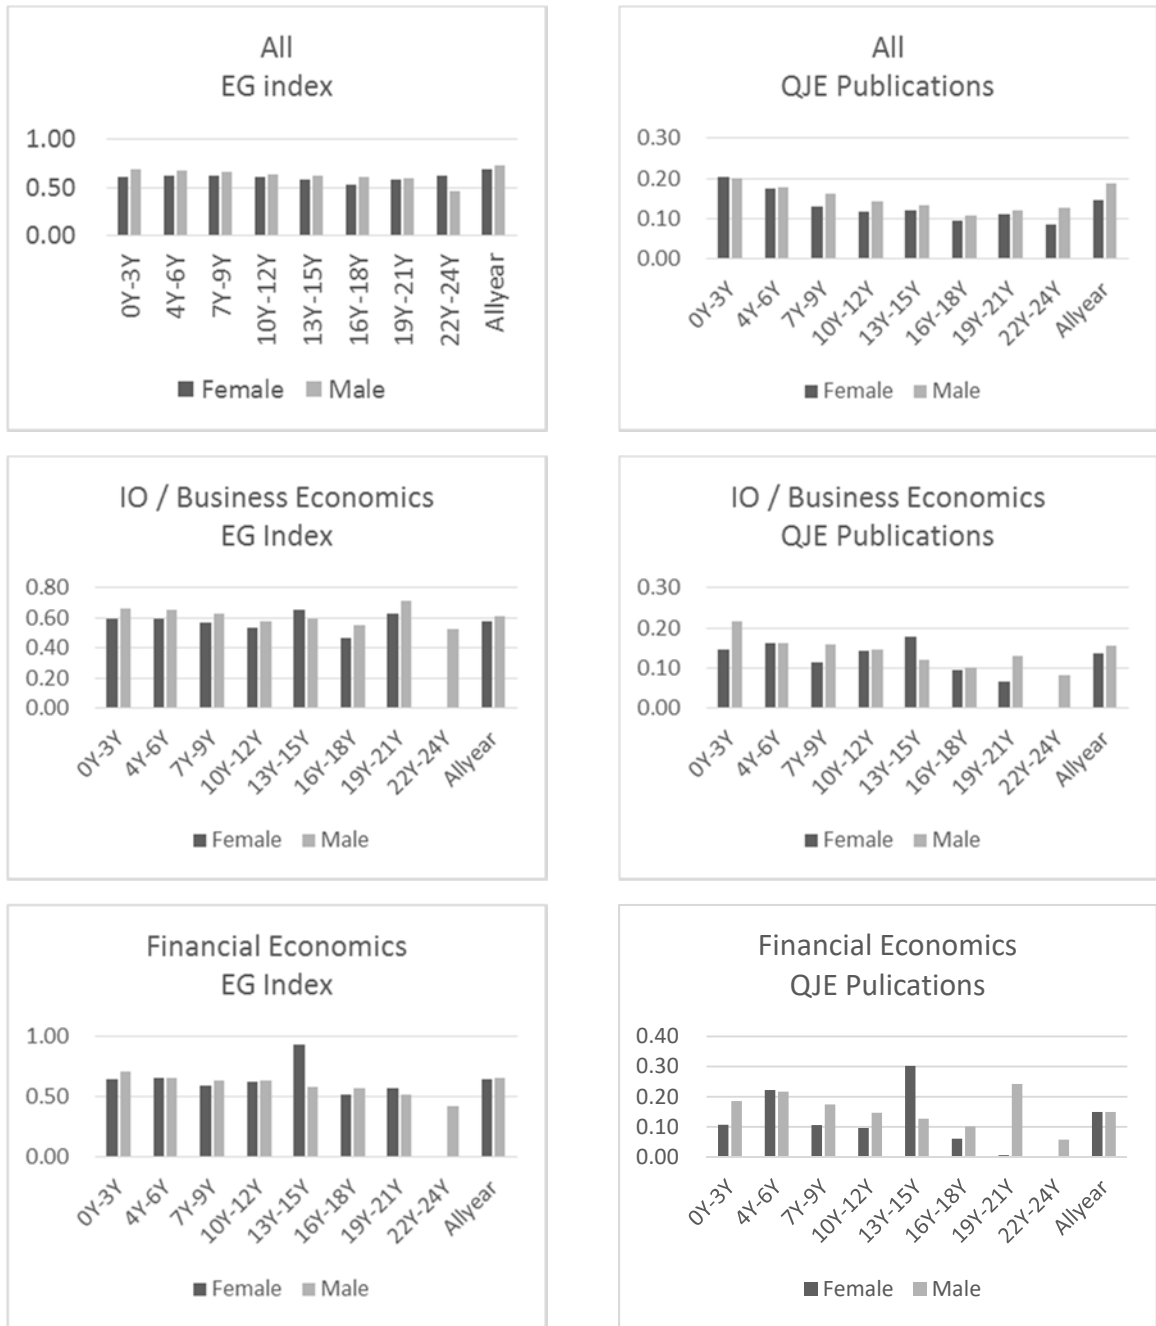 All
EG index
1.00
0.50
0.00
0Y-3Y
4Y-6Y
7Y-9Y
10Y-12Y
13Y-15Y
16Y-18Y
19Y-21Y
22Y-24Y
Allyear
Female Male
All
QJE Publications
0.30
0.20
0.10
0.00
0Y-3Y
4Y-6Y
7Y-9Y
10Y-12Y
13Y-15Y
16Y-18Y
19Y-21Y
22Y-24Y
Allyear
Female Male
IO / Business Economics
EG Index
0.80
0.60
0.40
0.20
0.00
0Y-3Y
4Y-6Y
7Y-9Y
10Y-12Y
13Y-15Y
16Y-18Y
19Y-21Y
22Y-24Y
Allyear
Female Male
IO / Business Economics
QJE Publications
0.30
0.20
0.10
0.00
0Y-3Y
4Y-6Y
7Y-9Y
10Y-12Y
13Y-15Y
16Y-18Y
19Y-21Y
22Y-24Y
Allyear
Female Male
Financial Economics
EG Index
1.00
0.50
0.00
0Y-3Y
4Y-6Y
7Y-9Y
10Y-12Y
13Y-15Y
16Y-18Y
19Y-21Y
22Y-24Y
Allyear
Female Male
Financial Economics
QJE Pulications
0.40
0.30
0.20
0.10
0.00
0Y-3Y
4Y-6Y
7Y-9Y
10Y-12Y
13Y-15Y
16Y-18Y
19Y-21Y
22Y-24Y
Allyear
Female Male